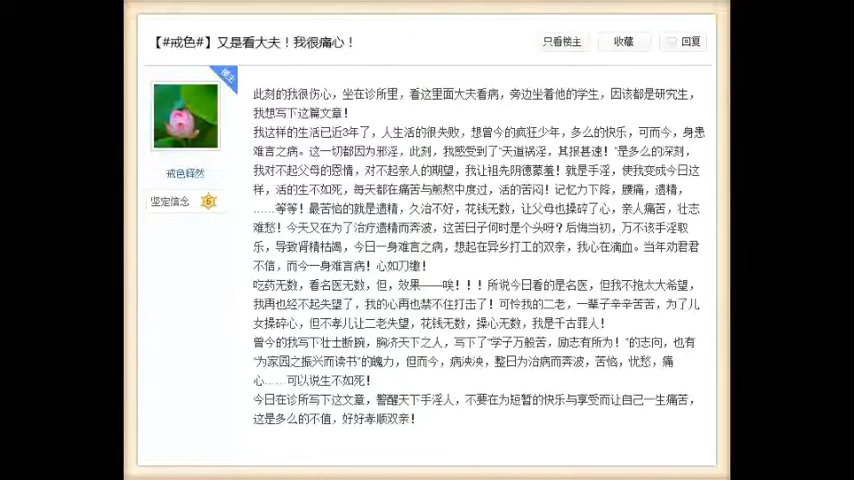 【#戒色#】又是看大夫！我很痛心！
只看楼主
收藏
回复
楼主
此刻的我很伤心，坐在诊所里，看这里面大夫看病，旁边坐着他的学生，因该都是研究生，
我想写下这篇文章！
我这样的生活已近3年了，人生活的很失败，想曾今的疯狂少年，多么的快乐，可而今，身患
难言之病。这一切都因为邪淫，此刻，我感受到了“天道祸淫，其报甚速！”是多么的深刻，
我对不起父母的恩情，对不起亲人的期望，我让祖先阴德蒙羞！就是手淫，使我变成今日这
样，活的生不如死，每天都在痛苦与煎熬中度过，活的苦闷！记忆力下降，腰痛，遗精，
……等等！最苦恼的就是遗精，久治不好，花钱无数，让父母也操碎了心，亲人痛苦，壮志
难愁！今天又在为了治疗遗精而奔波，这苦日子何时是个头呀？后悔当初，万不该手淫取
乐，导致肾精枯竭，今日一身难言之病，想起在异乡打工的双亲，我心在滴血。当年劝君君
不信，而今一身难言病！心如刀缴！
吃药无数，看名医无数，但，效果——唉！！！所说今日看的是名医，但我不抱太大希望，
我再也经不起失望了，我的心再也禁不住打击了！可怜我的二老，一辈子辛辛苦苦，为了儿
女操碎心，但不孝儿让二老失望，花钱无数，操心无数，我是千古罪人！
曾今的我写下壮士断腕，胸济天下之人，写下了“学子万般苦，励志有所为！”的志向，也有
“为家园之振兴而读书”的魄力，但而今，病泱泱，整日为治病而奔波，苦恼，忧愁，痛
心……可以说生不如死！
今日在诊所写下这文章，警醒天下手淫人，不要在为短暂的快乐与享受而让自己一生痛苦，
这是多么的不值，好好孝顺双亲！
戒色释然
坚定信念 6